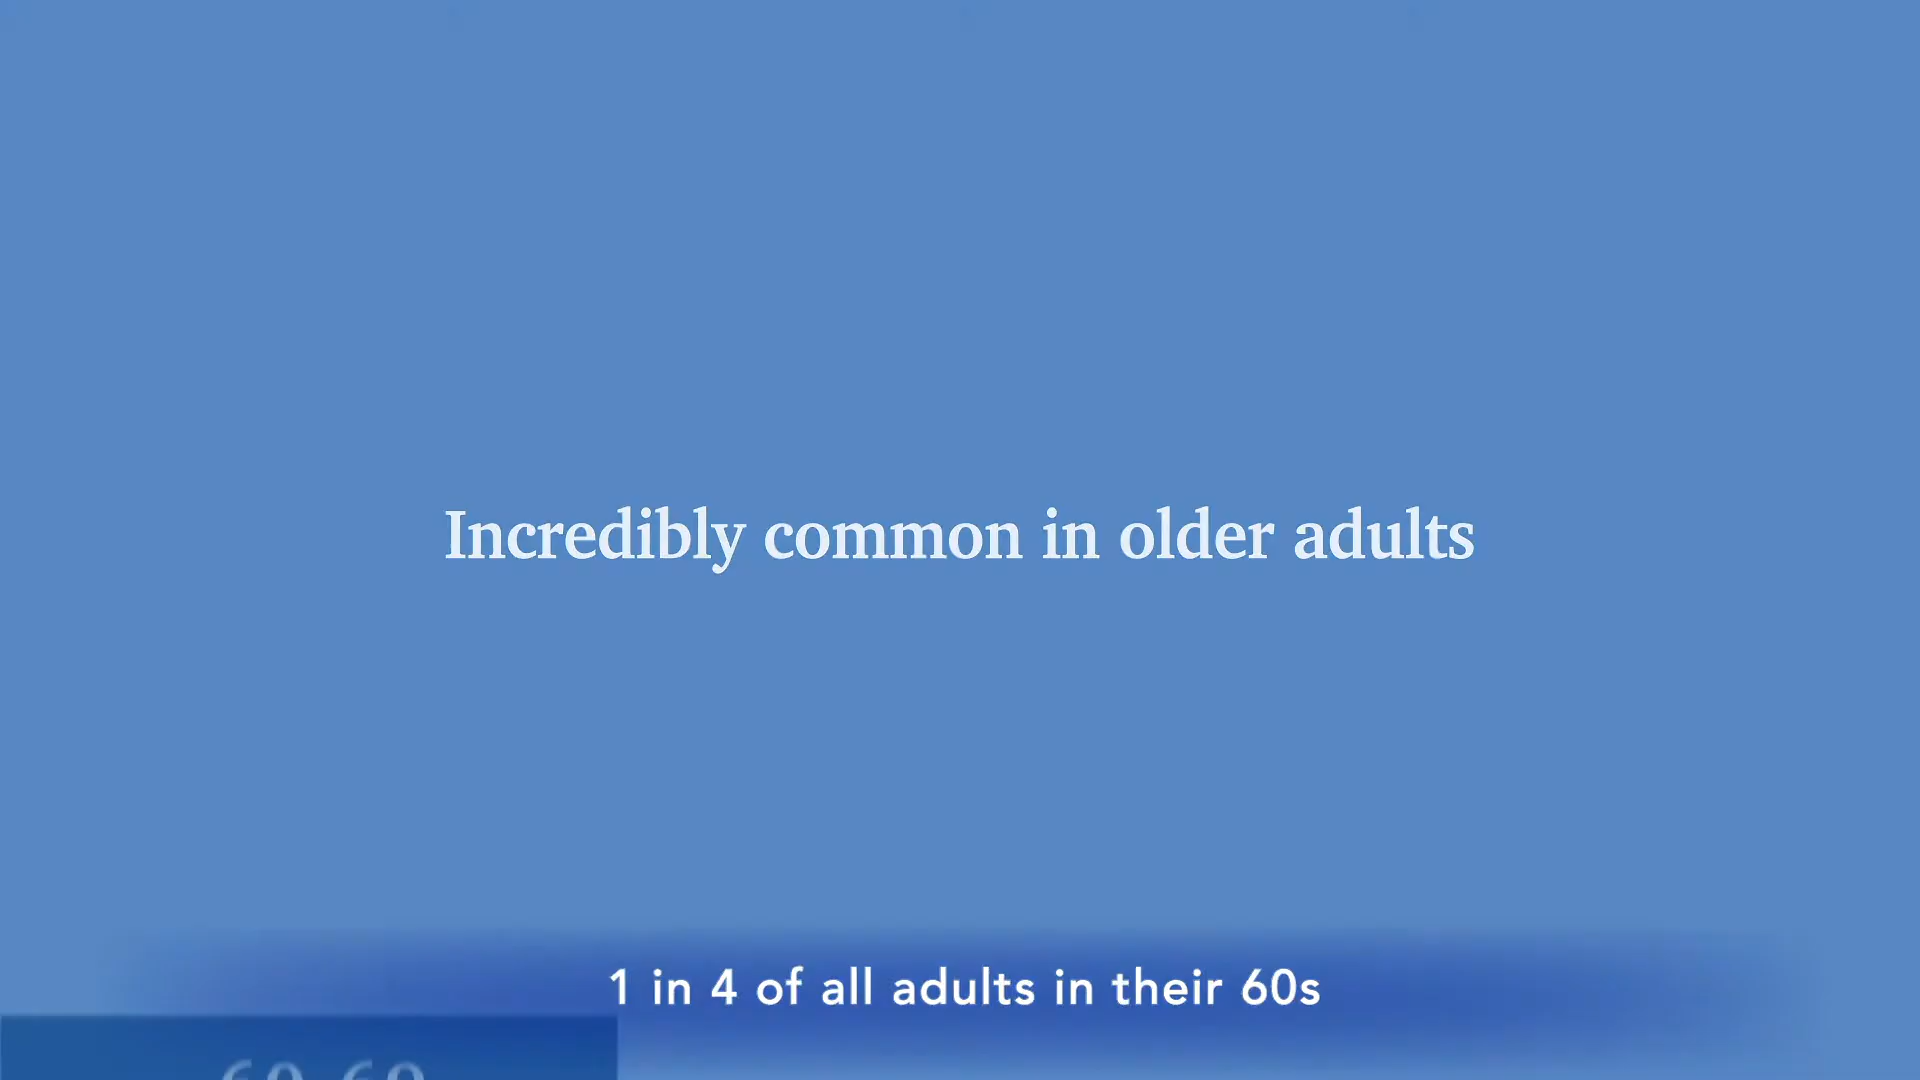 Incredibly common in older adults
1 in 4 of all adults in their 60s